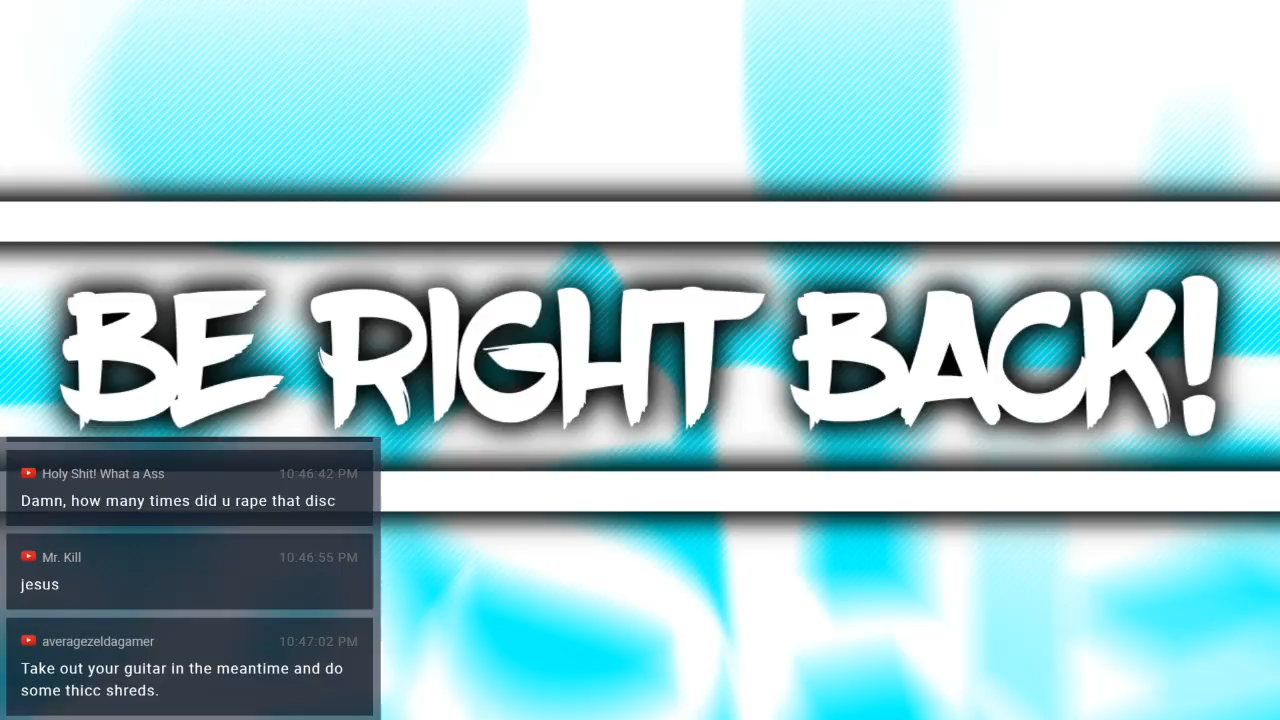 BE RIGHT BACK!
Holy Shit! What a Ass 10:46:42 PM
Damn, how many times did u rape that disc
Mr. Kill 10:46:55 PM
jesus
averagezeldagamer 10:47:02 PM
Take out your guitar in the meantime and do
some thicc shreds.